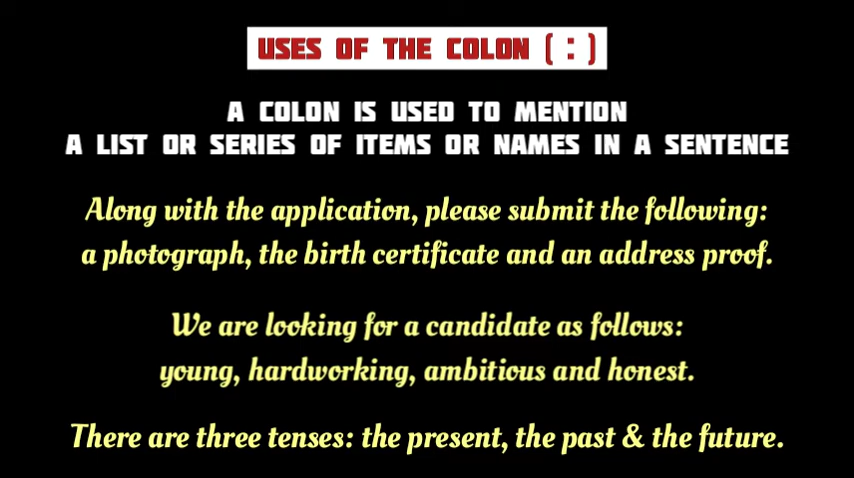 USES OF THE COLON ( : )
A COLON IS USED TO MENTION
A LIST OR SERIES OF ITEMS OR NAMES IN A SENTENCE
Along with the application, please submit the following:
a photograph, the birth certificate and an address proof.
We are looking for a candidate as follows:
young, hardworking, ambitious and honest.
There are three tenses: the present, the past & the future.